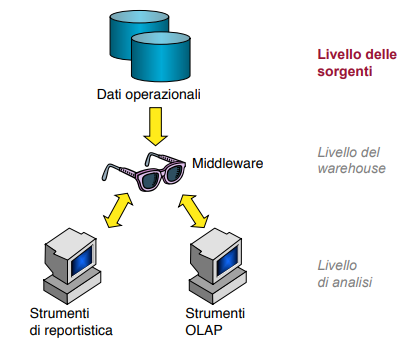 Livello delle
sorgenti
Dati operazionali
Middleware
Livello del
warehouse
Livello
di analisi
Strumenti
di reportistica
Strumenti
OLAP